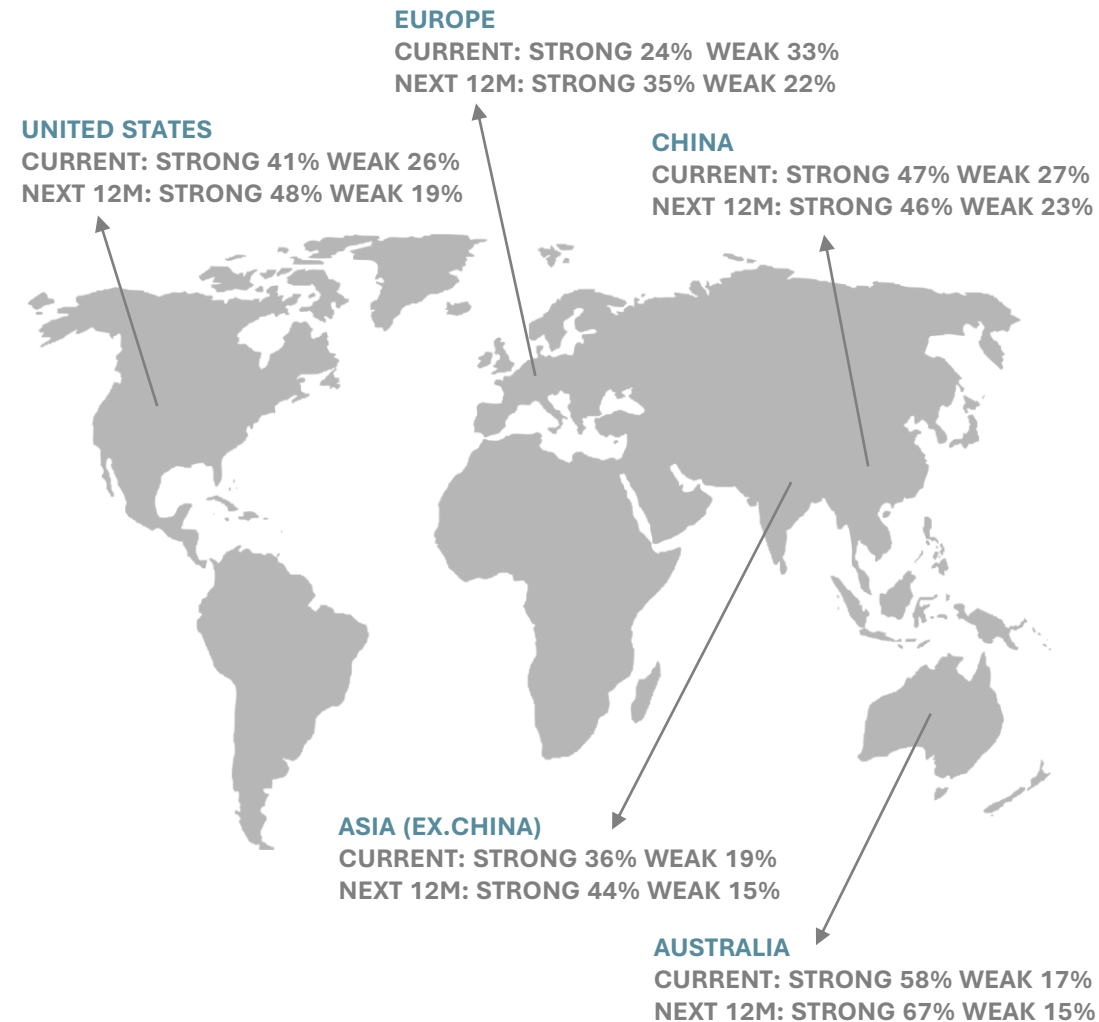 EUROPE
CURRENT: STRONG 24% WEAK 33%
NEXT 12M: STRONG 35% WEAK 22%
UNITED STATES
CURRENT: STRONG 41% WEAK 26%
NEXT 12M: STRONG 48% WEAK 19%
CHINA
CURRENT: STRONG 47% WEAK 27%
NEXT 12M: STRONG 46% WEAK 23%
ASIA (EX.CHINA)
CURRENT: STRONG 36% WEAK 19%
NEXT 12M: STRONG 44% WEAK 15%
AUSTRALIA
CURRENT: STRONG 58% WEAK 17%
NEXT 12M: STRONG 67% WEAK 15%